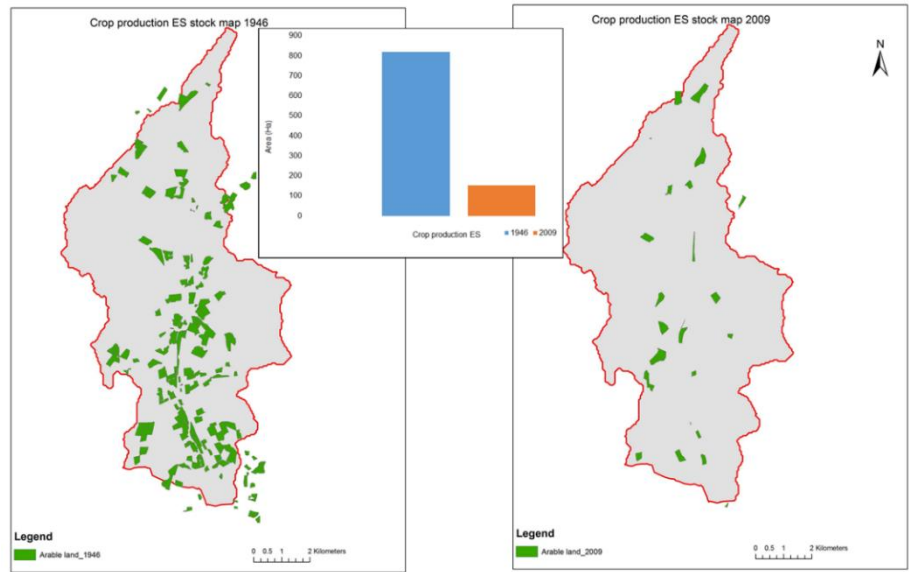 Crop production ES stock map 1946
900
800
700
600
500
400
300
200
100
0
Area (Ha)
Crop production ES
1946
2009
Legend
Arable land_1946
0 0.5 1 2 Kilometers
Crop production ES stock map 2009
N
Legend
Arable land_2009
0 0.5 1 2 Kilometers